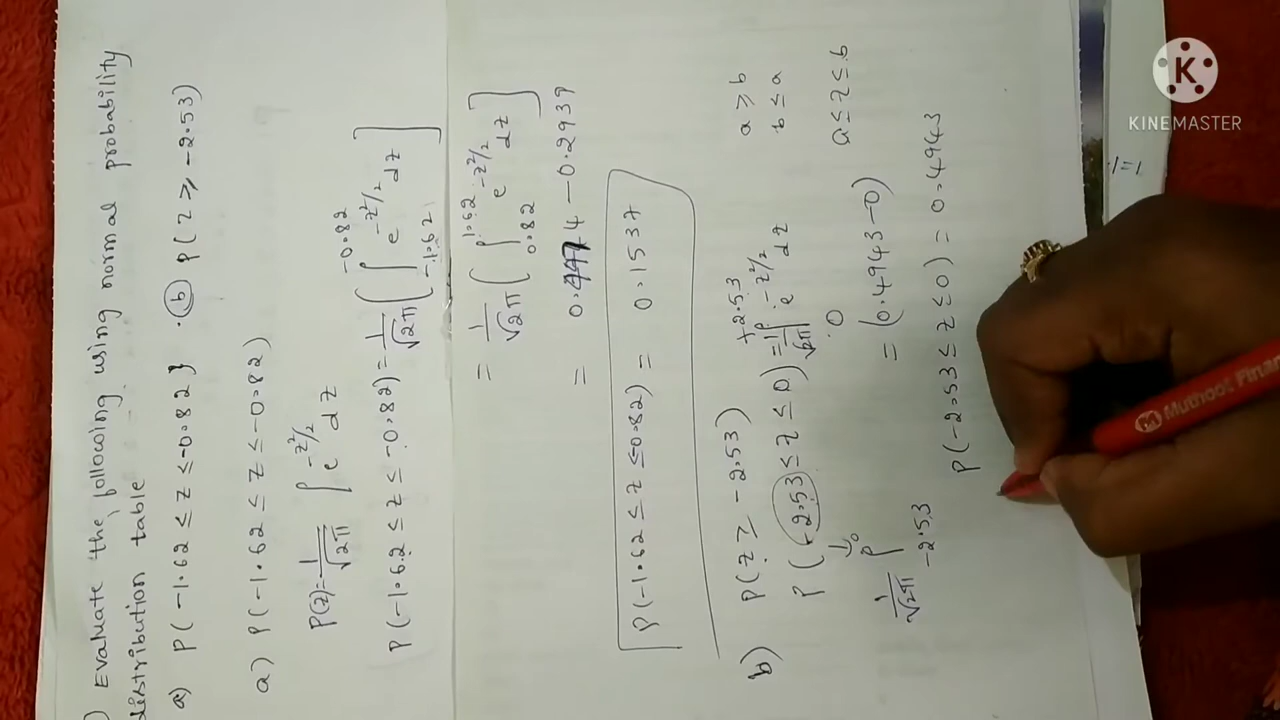 ) Evaluate the following using normal probability
distribution table
a) P(-1.62 ≤ z ≤ -0.82} . (b) P(z ≥ -2.53)
a) P(-1.62 ≤ z ≤ -0.82)
P(z) = 1/√2π ∫ e^(-z²/2) dz
P(-1.62 ≤ z ≤ -0.82) = 1/√2π [∫_(-1.62)^(-0.82) e^(-z²/2) dz]
= 1/√2π [∫_(0.82)^(1.62) e^(-z²/2) dz]
= 0.4474 - 0.2939
P(-1.62 ≤ z ≤ -0.82) = 0.1537
b) P(z ≥ -2.53) a ≥ b
b ≤ a
P(-2.53 ≤ z ≤ 0) = 1/√2π ∫_0^(+2.53) e^(-z²/2) dz
a ≤ z ≤ b
1/√2π ∫_(-2.53)^0 = (0.4943 - 0)
P(-2.53 ≤ z ≤ 0) = 0.4943
K
KINEMASTER
Muthoot Finan